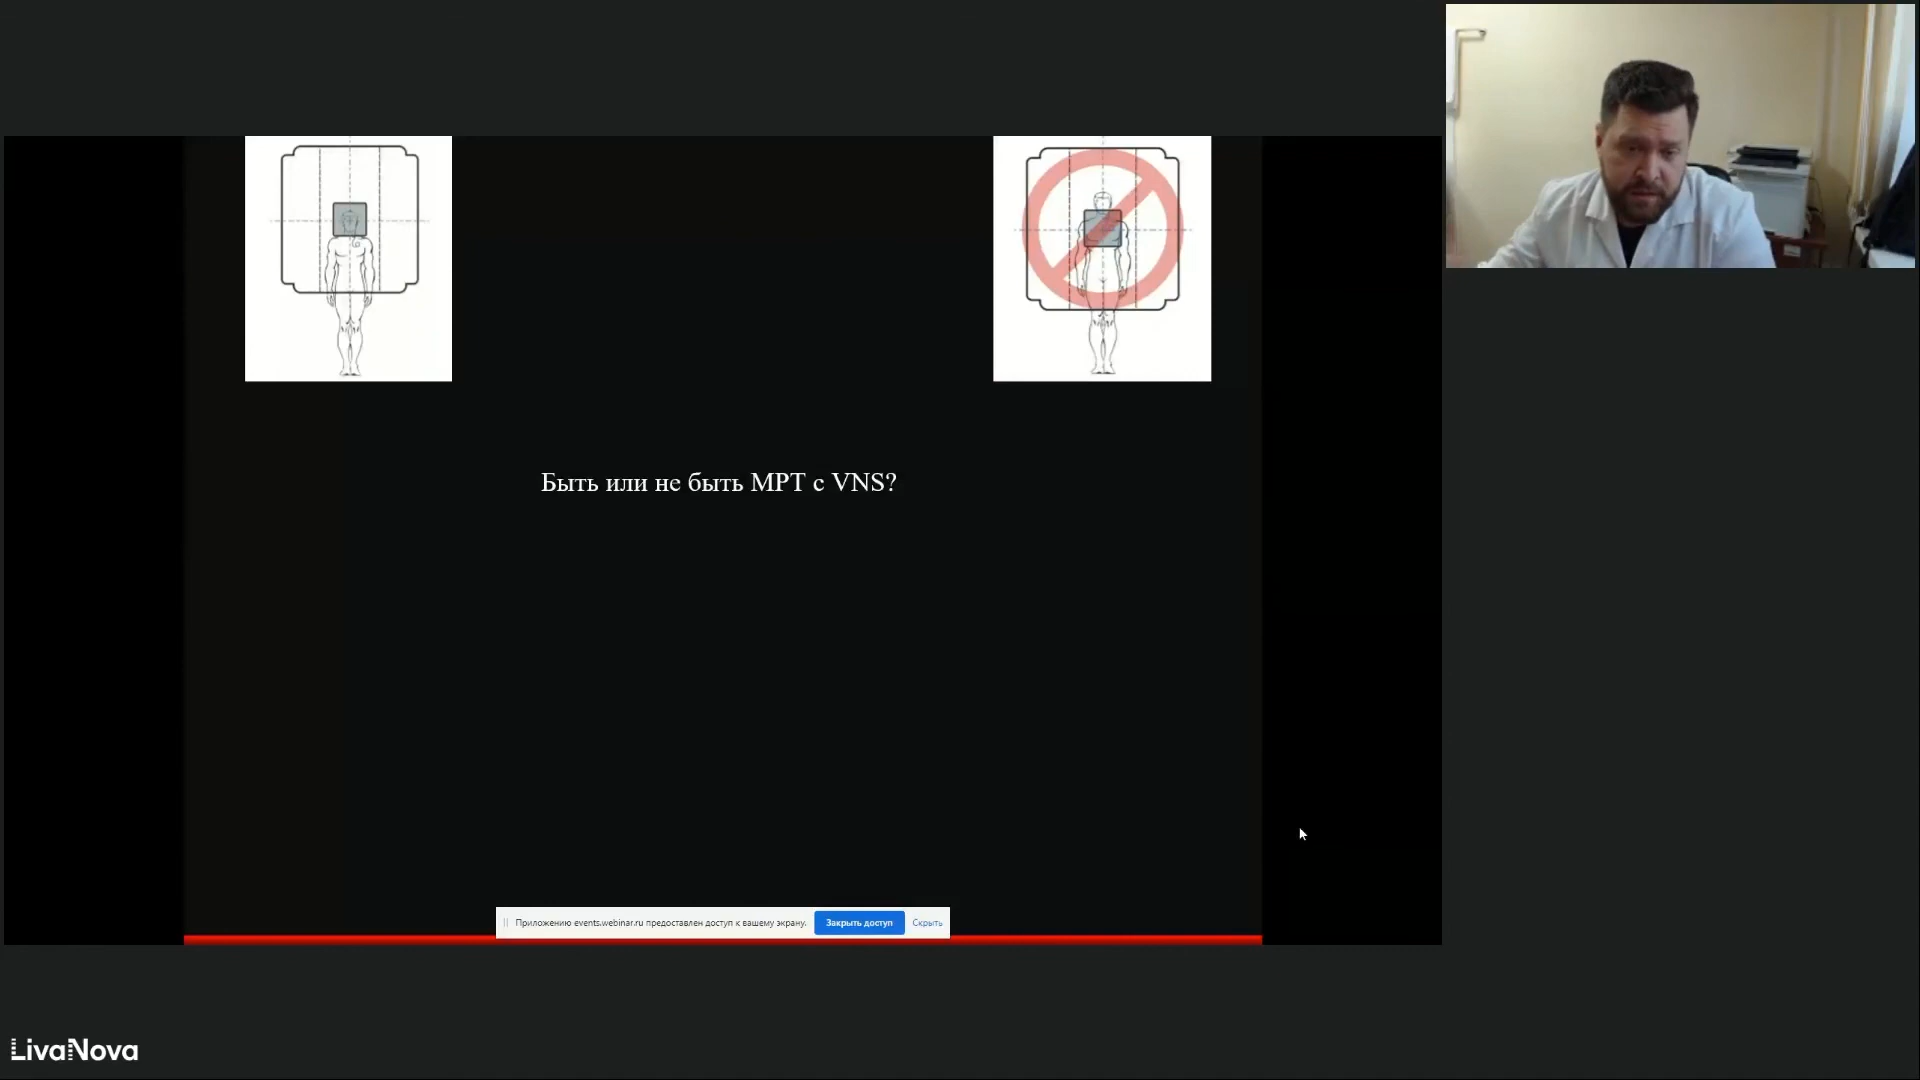 Быть или не быть МРТ с VNS?
Приложению events.webinar.ru предоставлен доступ к вашему экрану.
Закрыть доступ
Скрыть
LivaNova